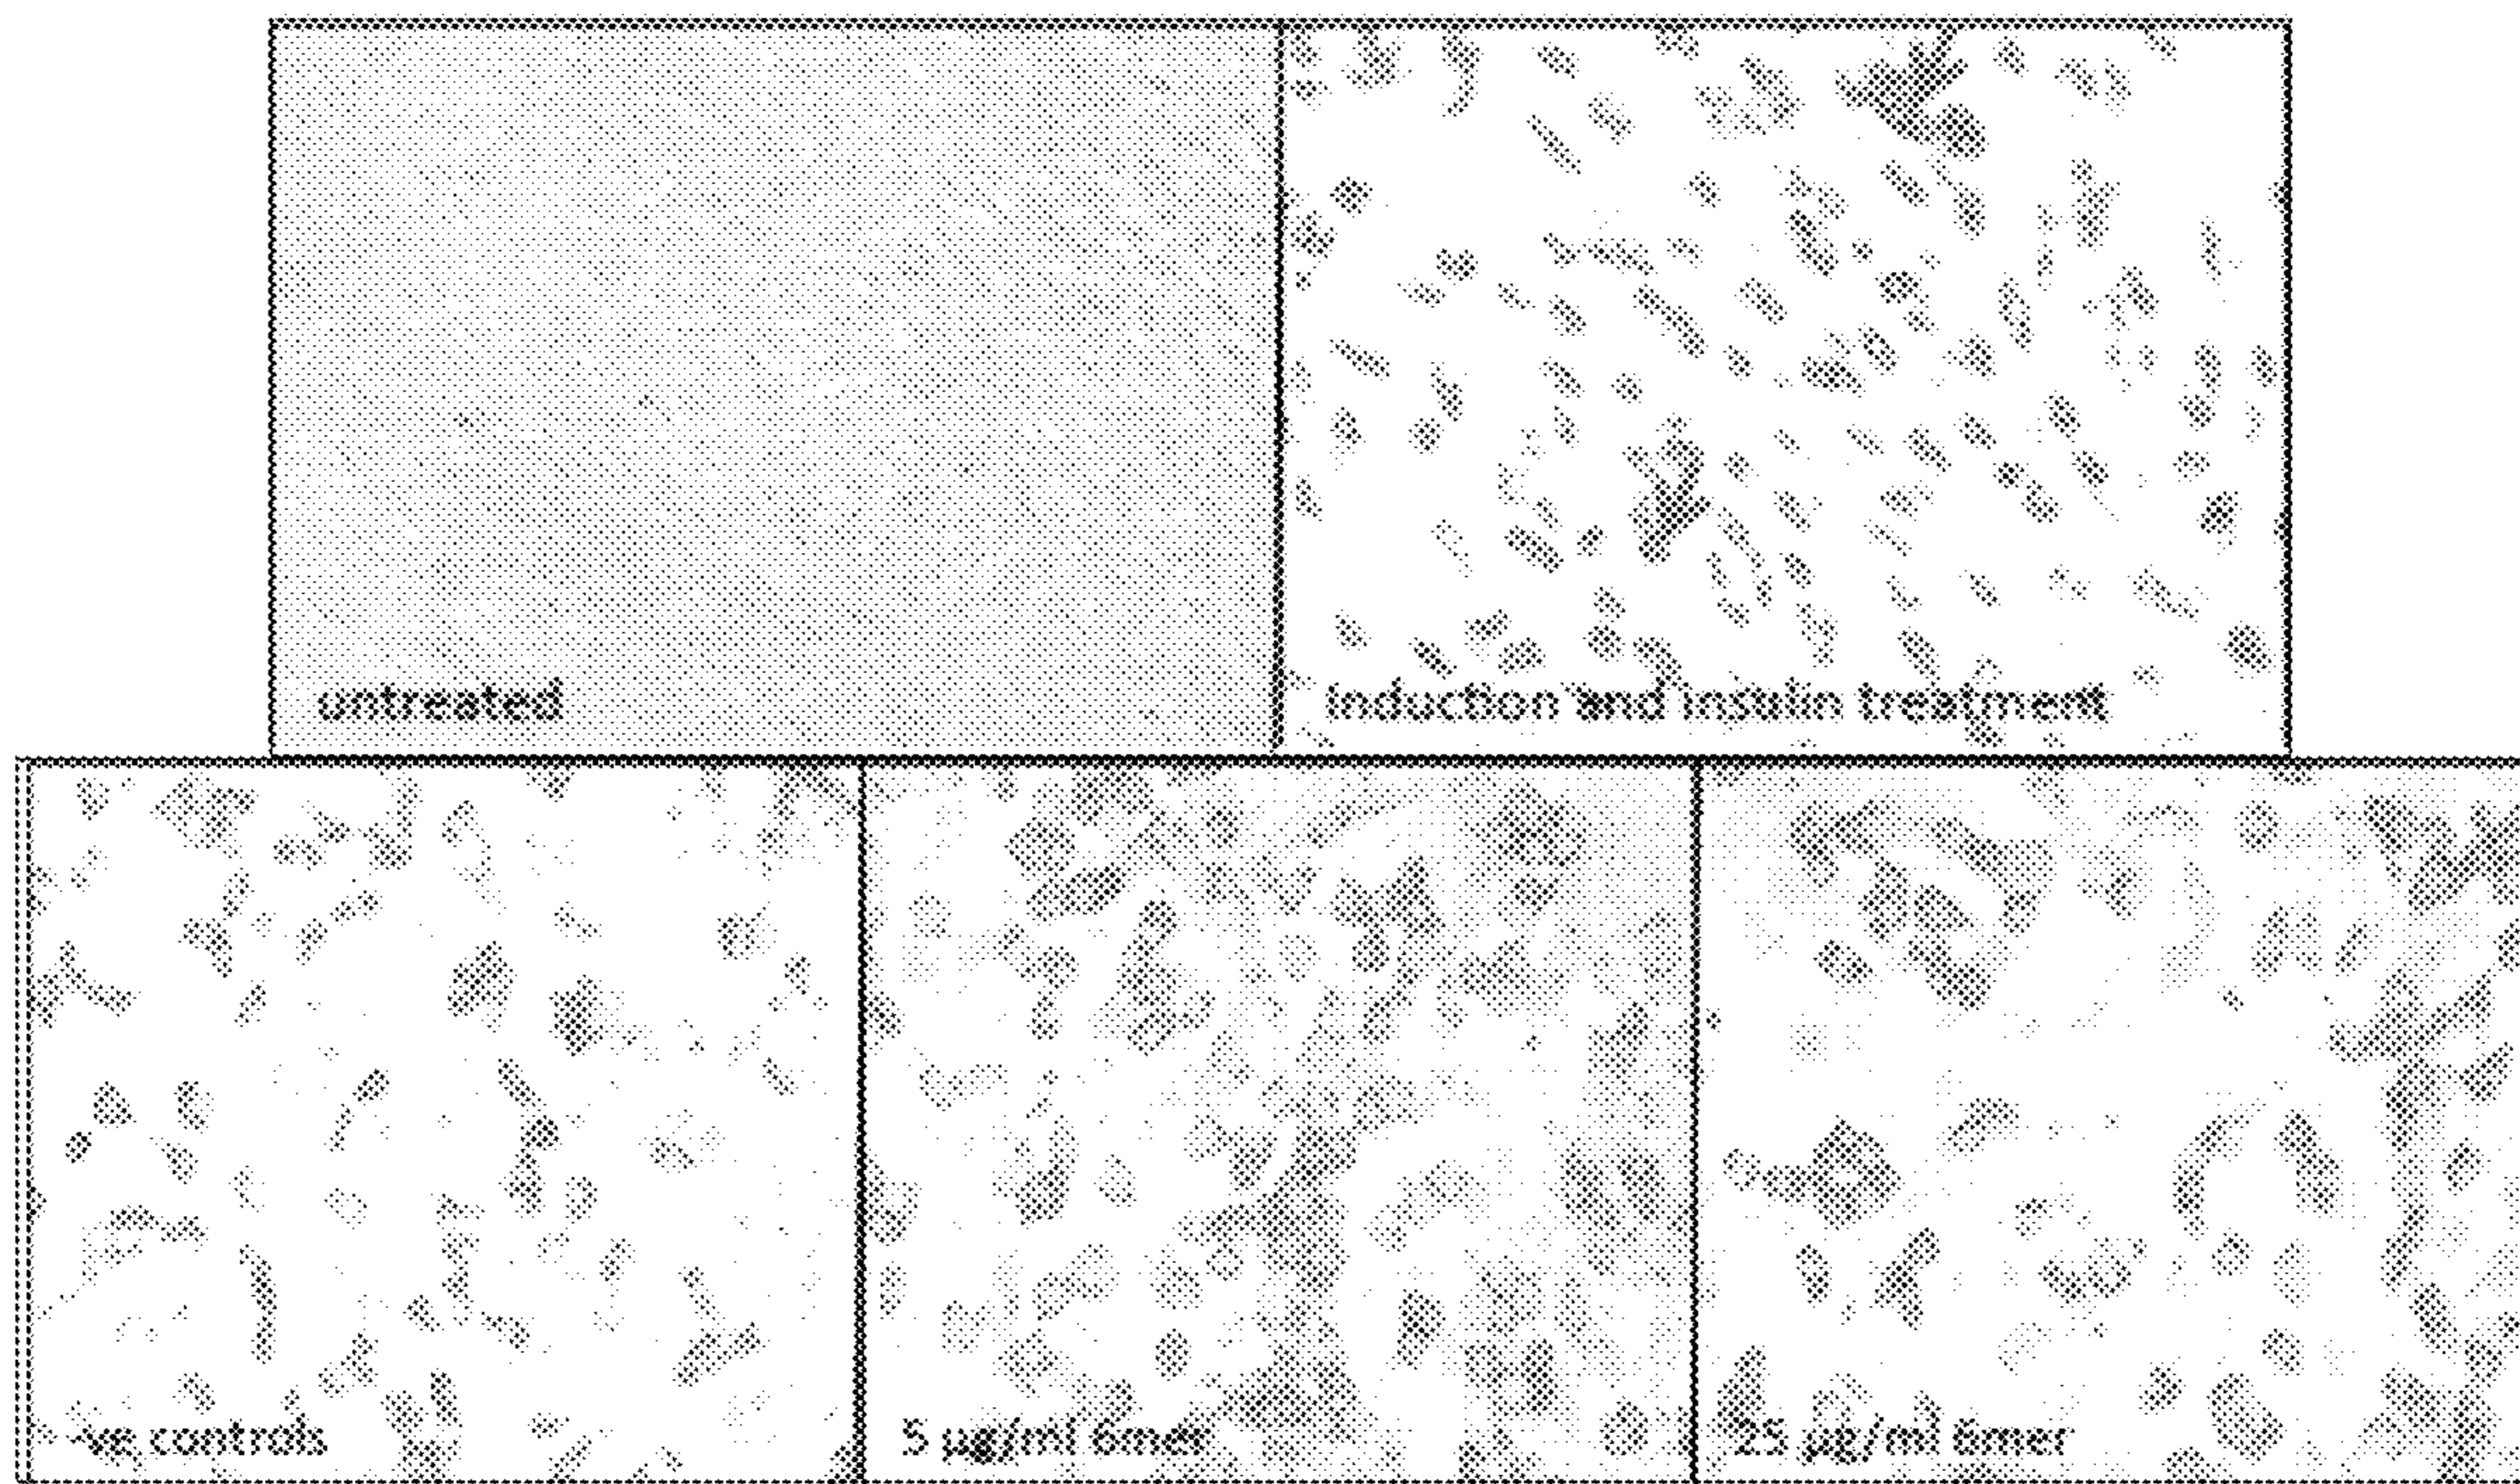 untreated
induction and insulin treatment
-ve controls
5 µg/ml 6mer
25 µg/ml 6mer